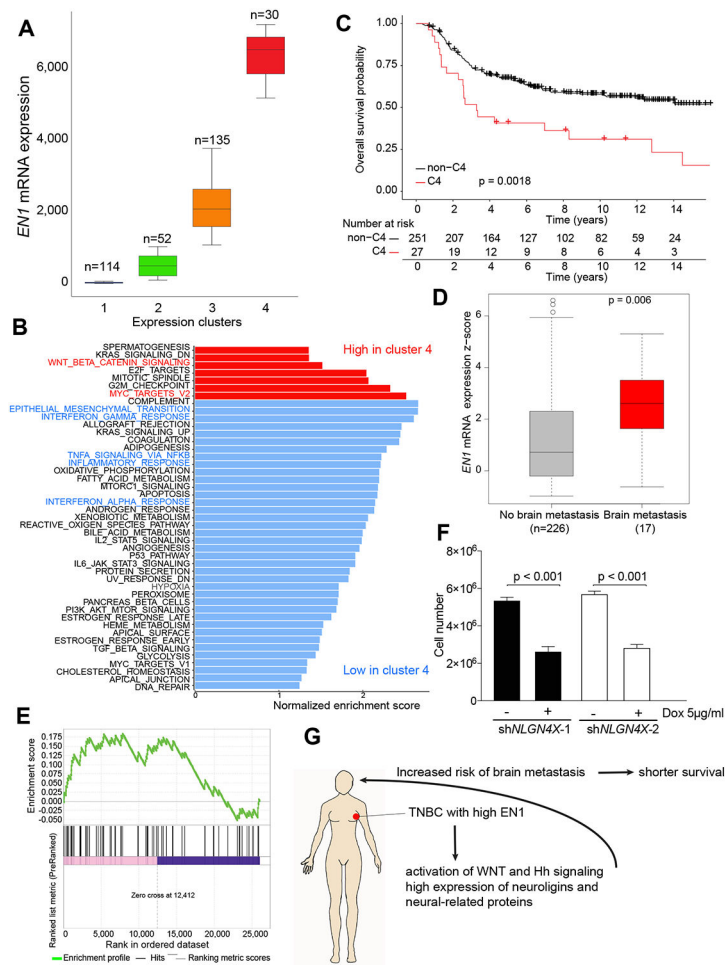 A
n=30
n=135
n=52
n=114
6,000
4,000
2,000
0
EN1 mRNA expression
1 2 3 4
Expression clusters
B
SPERMATOGENESIS
KRAS_SIGNALING_DN
WNT_BETA_CATENIN_SIGNALING
E2F_TARGETS
MITOTIC_SPINDLE
G2M_CHECKPOINT
MYC_TARGETS_V2
COMPLEMENT
EPITHELIAL_MESENCHYMAL_TRANSITION
INTERFERON_GAMMA_RESPONSE
ALLOGRAFT_REJECTION
KRAS_SIGNALING_UP
COAGULATION
ADIPOGENESIS
TNFA_SIGNALING_VIA_NFKB
INFLAMMATORY_RESPONSE
OXIDATIVE_PHOSPHORYLATION
FATTY_ACID_METABOLISM
MTORC1_SIGNALING
APOPTOSIS
INTERFERON_ALPHA_RESPONSE
ANDROGEN_RESPONSE
XENOBIOTIC_METABOLISM
REACTIVE_OXIGEN_SPECIES_PATHWAY
BILE_ACID_METABOLISM
IL2_STAT5_SIGNALING
ANGIOGENESIS
P53_PATHWAY
IL6_JAK_STAT3_SIGNALING
PROTEIN_SECRETION
UV_RESPONSE_DN
HYPOXIA
PEROXISOME
PANCREAS_BETA_CELLS
PI3K_AKT_MTOR_SIGNALING
ESTROGEN_RESPONSE_LATE
HEME_METABOLISM
APICAL_SURFACE
ESTROGEN_RESPONSE_EARLY
TGF_BETA_SIGNALING
GLYCOLYSIS
MYC_TARGETS_V1
CHOLESTEROL_HOMEOSTASIS
APICAL_JUNCTION
DNA_REPAIR
High in cluster 4
Low in cluster 4
0 1 2
Normalized enrichment score
C
1.00
0.75
0.50
0.25
0.00
Overall survival probability
non−C4
C4
p = 0.0018
0 2 4 6 8 10 12 14
Time (years)
Number at risk
non−C4 251 207 164 127 102 82 59 24
C4 27 19 12 9 8 6 4 3
0 2 4 6 8 10 12 14
Time (years)
D
p = 0.006
6
4
2
0
EN1 mRNA expression z-score
No brain metastasis Brain metastasis
(n=226) (17)
E
0.175
0.150
0.125
0.100
0.075
0.050
0.025
0.000
-0.025
-0.050
Enrichment score
Ranked list metric (PreRanked)
Zero cross at 12,412
0 5,000 10,000 15,000 20,000 25,000
Rank in ordered dataset
Enrichment profile Hits Ranking metric scores
F
8×10⁶
6×10⁶
4×10⁶
2×10⁶
0
Cell number
p < 0.001 p < 0.001
- + - + Dox 5µg/ml
shNLGN4X-1 shNLGN4X-2
G
Increased risk of brain metastasis shorter survival
TNBC with high EN1
activation of WNT and Hh signaling
high expression of neuroligins and
neural-related proteins